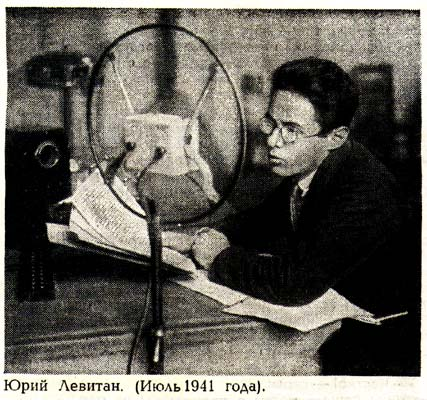 Юрий Левитан. (Июль 1941 года).